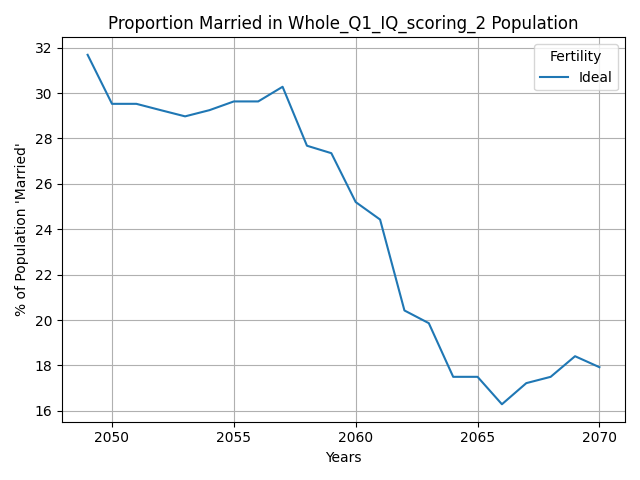 Proportion Married in Whole_Q1_IQ_scoring_2 Population
% of Population 'Married'
32
30
28
26
24
22
20
18
16
Fertility
Ideal
2050 2055 2060 2065 2070
Years